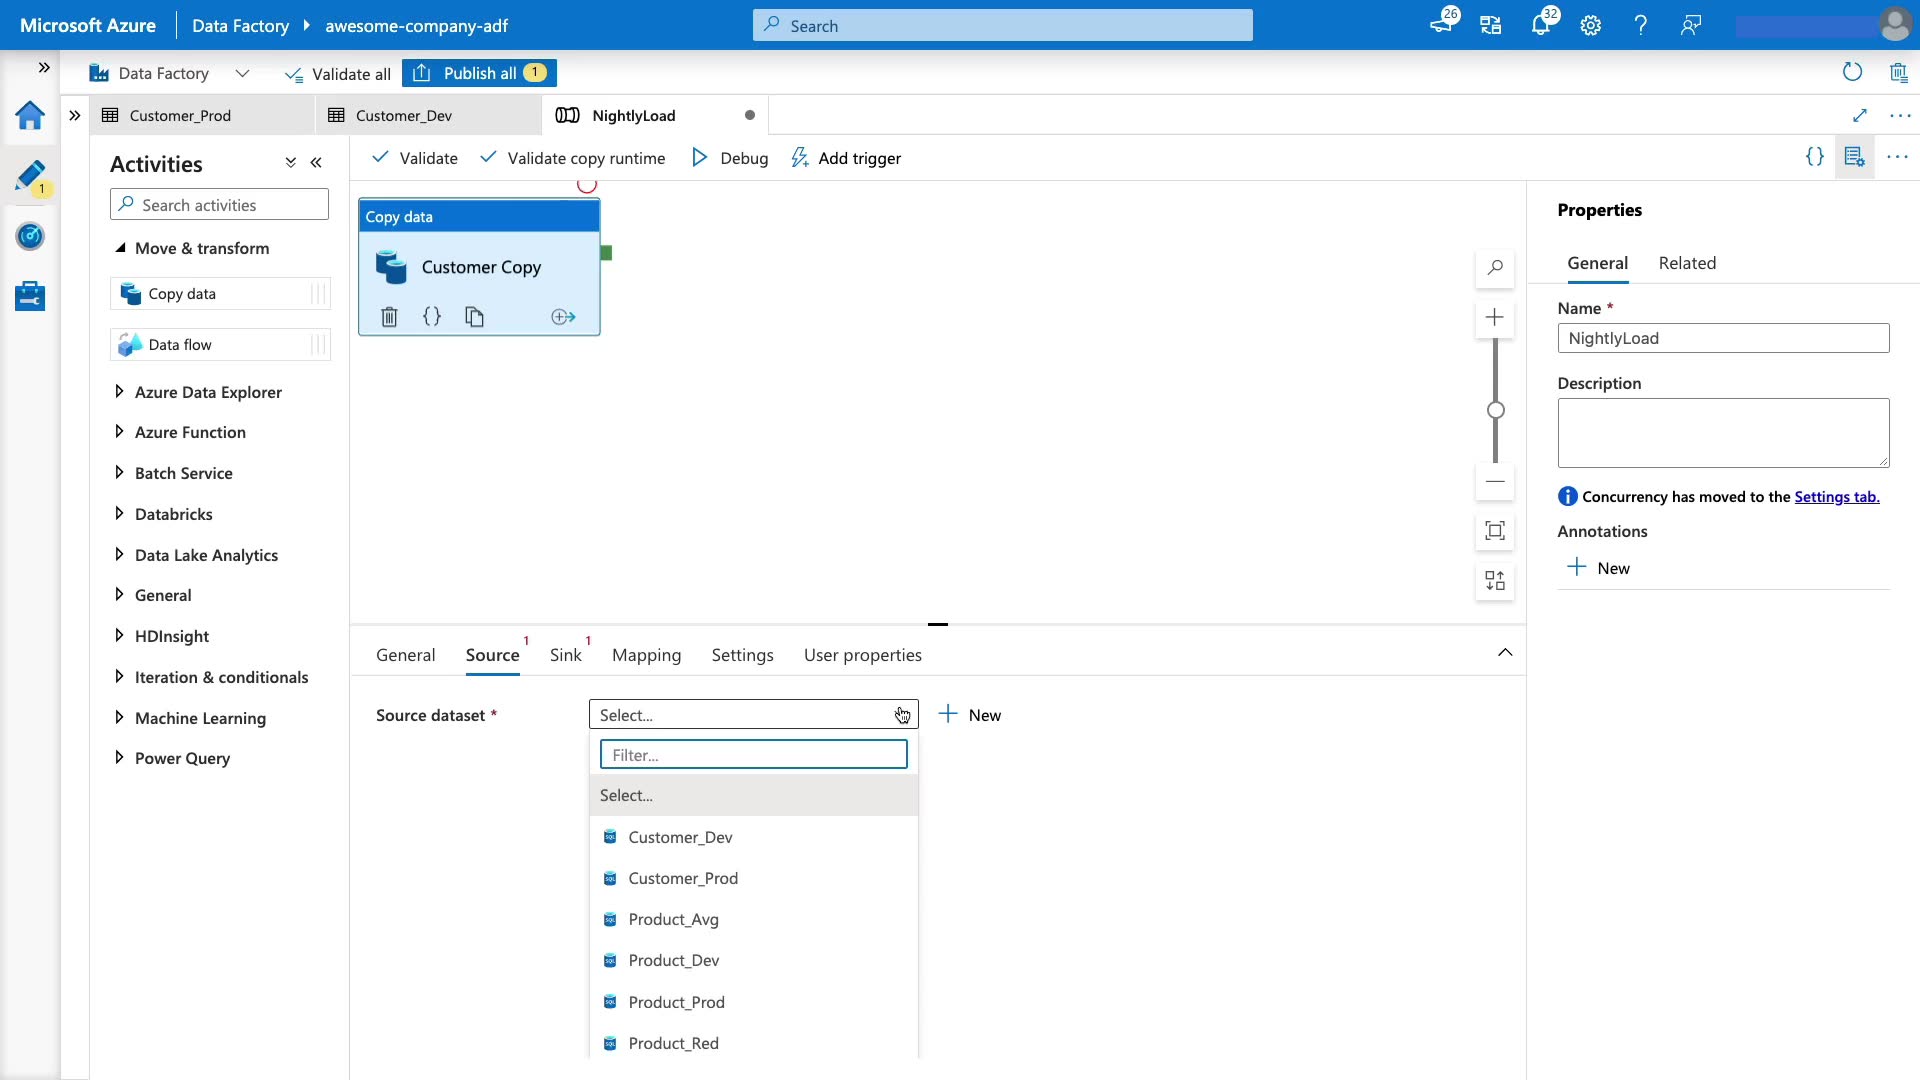 Microsoft Azure
Data Factory
awesome-company-adf
Search
26
32
Data Factory
Validate all
Publish all 1
Customer_Prod
Customer_Dev
NightlyLoad
1
Activities
Search activities
Move & transform
Copy data
Data flow
Azure Data Explorer
Azure Function
Batch Service
Databricks
Data Lake Analytics
General
HDInsight
Iteration & conditionals
Machine Learning
Power Query
Validate
Validate copy runtime
Debug
Add trigger
Copy data
Customer Copy
General
Source 1
Sink 1
Mapping
Settings
User properties
Source dataset *
Select...
New
Filter...
Select...
Customer_Dev
Customer_Prod
Product_Avg
Product_Dev
Product_Prod
Product_Red
Properties
General
Related
Name *
NightlyLoad
Description
Concurrency has moved to the Settings tab.
Annotations
New